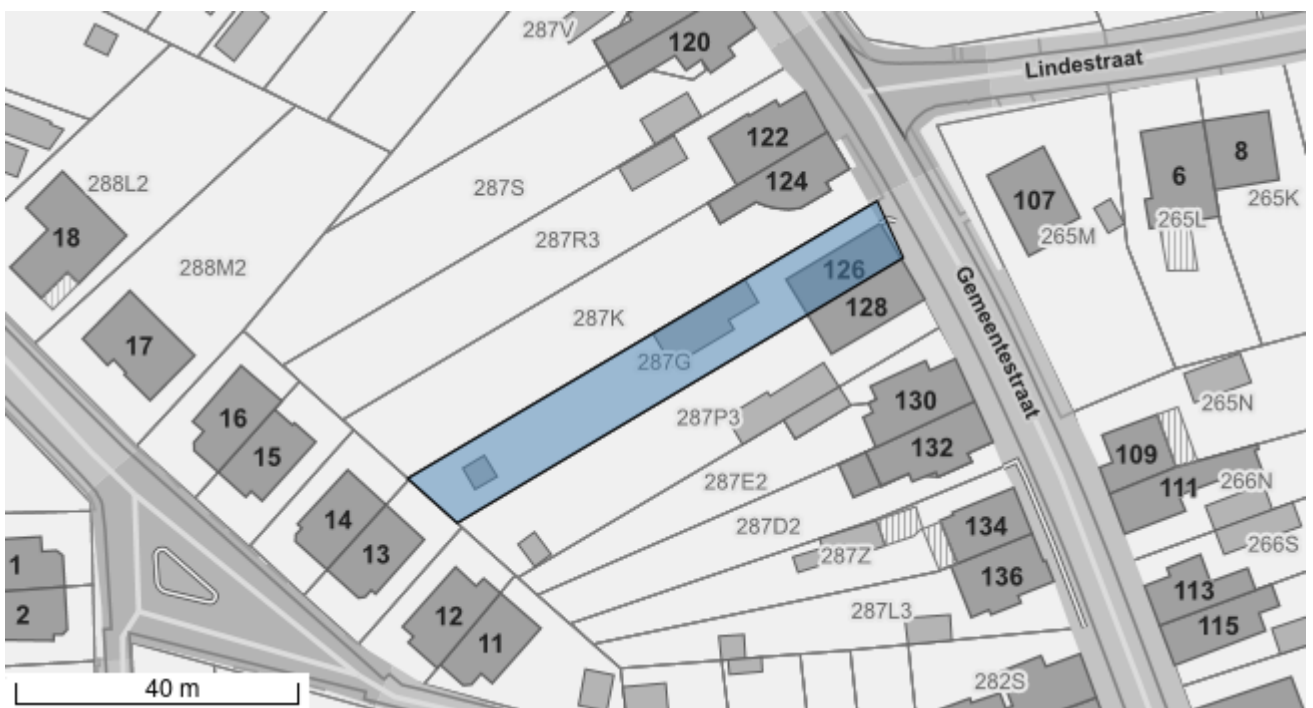 287V
120
Lindestraat
122
8
107
6
288L2
287S
124
265K
265L
265M
18
287R3
288M2
126
Gemeentestraat
128
287K
17
287G
130
265N
16
287P3
132
109
15
266N
287E2
111
14
287D2
134
266S
13
287Z
1
136
113
12
287L3
2
115
11
282S
40 m